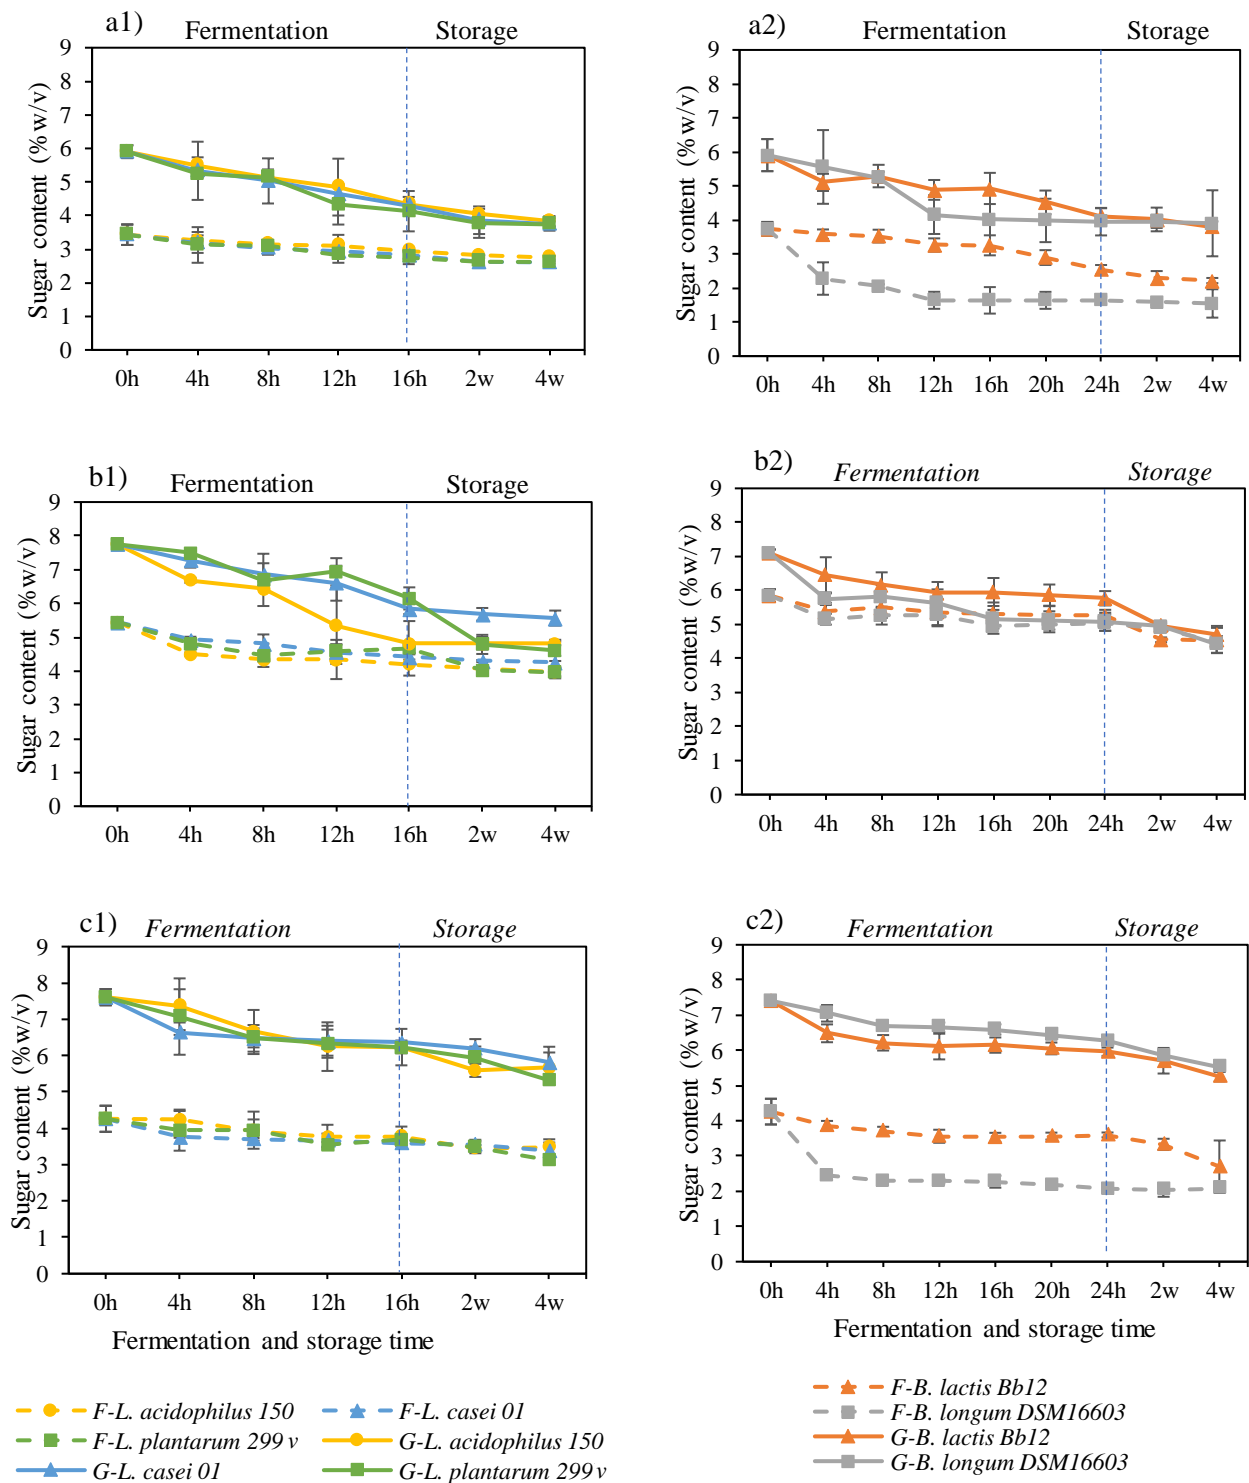 a1) Fermentation Storage
Sugar content (%w/v)
9
8
7
6
5
4
3
2
1
0
0h 4h 8h 12h 16h 2w 4w
a2) Fermentation Storage
Sugar content (%w/v)
9
8
7
6
5
4
3
2
1
0
0h 4h 8h 12h 16h 20h 24h 2w 4w
b1) Fermentation Storage
Sugar content (%w/v)
9
8
7
6
5
4
3
2
1
0
0h 4h 8h 12h 16h 2w 4w
b2) Fermentation Storage
Sugar content (%w/v)
9
8
7
6
5
4
3
2
1
0
0h 4h 8h 12h 16h 20h 24h 2w 4w
c1) Fermentation Storage
Sugar content (%w/v)
9
8
7
6
5
4
3
2
1
0
0h 4h 8h 12h 16h 2w 4w
Fermentation and storage time
c2) Fermentation Storage
Sugar content (%w/v)
9
8
7
6
5
4
3
2
1
0
0h 4h 8h 12h 16h 20h 24h 2w 4w
Fermentation and storage time
F-L. acidophilus 150 F-L. casei 01
F-L. plantarum 299v G-L. acidophilus 150
G-L. casei 01 G-L. plantarum 299v
F-B. lactis Bb12
F-B. longum DSM16603
G-B. lactis Bb12
G-B. longum DSM16603